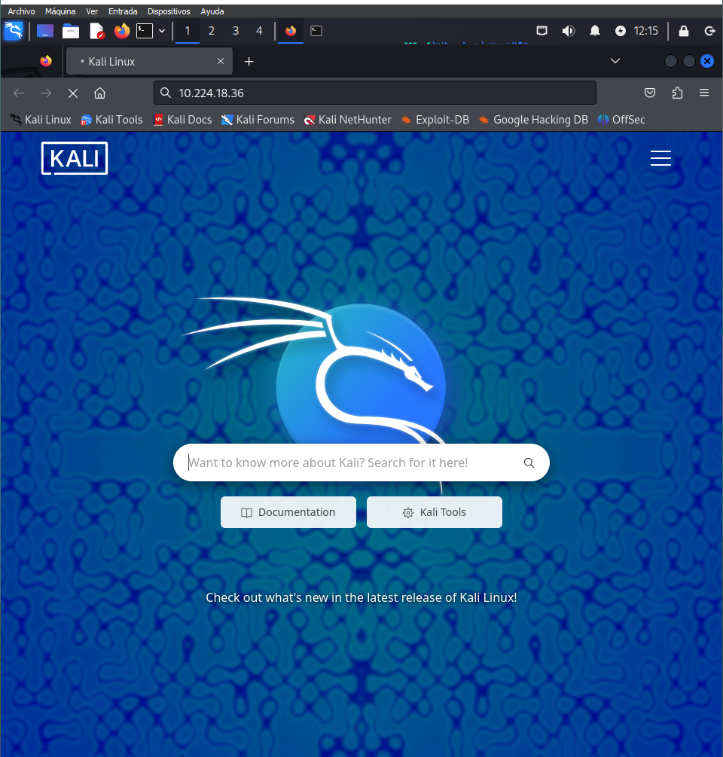 Archivo Máquina Ver Entrada Dispositivos Ayuda
1 2 3 4 12:15
Kali Linux
10.224.18.36
Kali Linux Kali Tools Kali Docs Kali Forums Kali NetHunter Exploit-DB Google Hacking DB OffSec
KALI
Want to know more about Kali? Search for it here!
Documentation Kali Tools
Check out what's new in the latest release of Kali Linux!